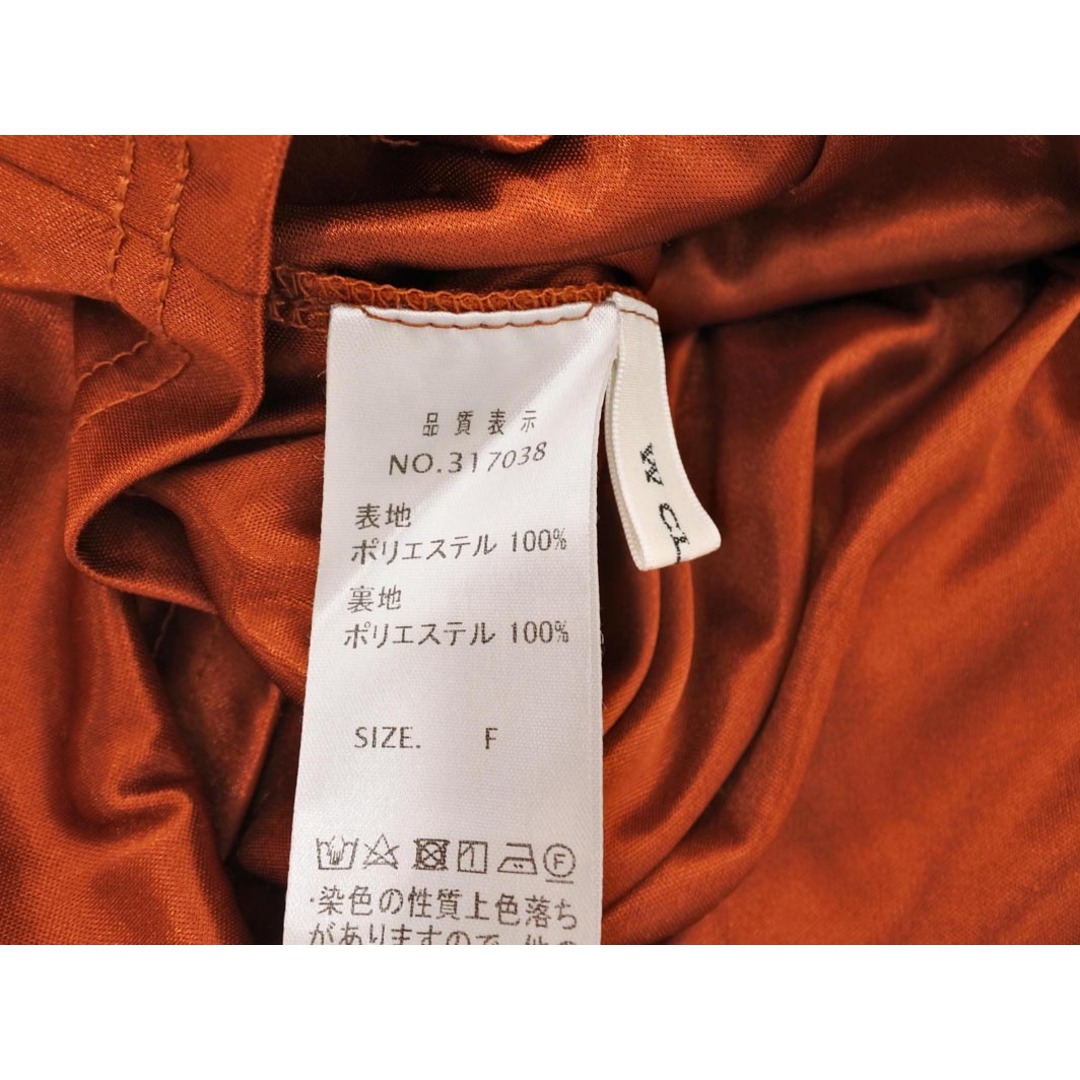 品質表示
NO.317038
表地
ポリエステル 100%
裏地
ポリエステル 100%
SIZE. F
F
・染色の性質上色落ち
がありますので、他の
W CL